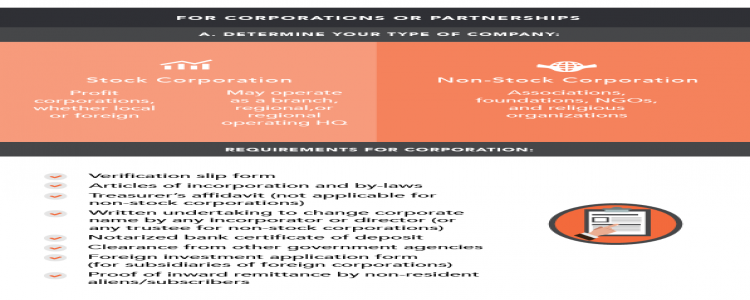 FOR CORPORATIONS OR PARTNERSHIPS
A. DETERMINE YOUR TYPE OF COMPANY:
Stock Corporation
Profit
corporations,
whether local
or foreign
May operate
as a branch,
regional,or
regional
operating HQ
Non-Stock Corporation
Associations,
foundations, NGOs,
and religious
organizations
REQUIREMENTS FOR CORPORATION:
Verification slip form
Articles of incorporation and by-laws
Treasurer's affidavit (not applicable for
non-stock corporations)
Written undertaking to change corporate
name by any incorporator or director (or
any trustee for non-stock corporations)
Notarized bank certificate of deposit
Clearance from other government agencies
Foreign investment application form
(for subsidiaries of foreign corporations)
Proof of inward remittance by non-resident
aliens/subscribers